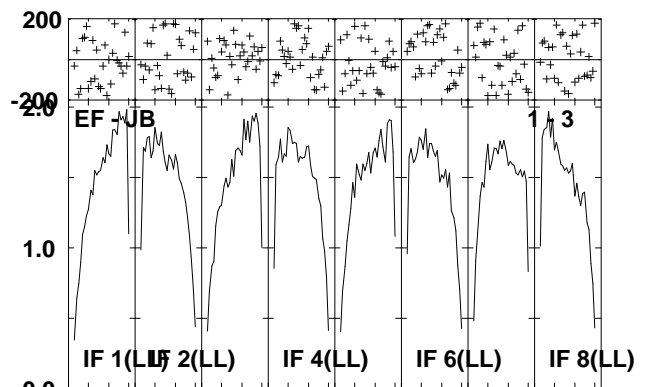 200
-200
2.0
EF - JB
1 - 3
1.0
IF 1(LL)
IF 2(LL)
IF 4(LL)
IF 6(LL)
IF 8(LL)
0.0